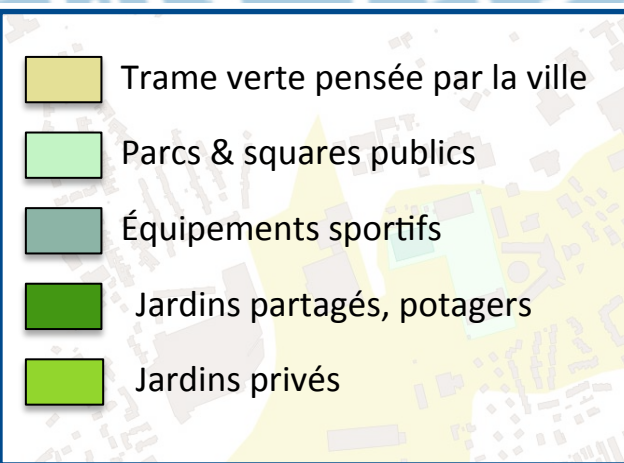 Trame verte pensée par la ville
Parcs & squares publics
Équipements sportifs
Jardins partagés, potagers
Jardins privés